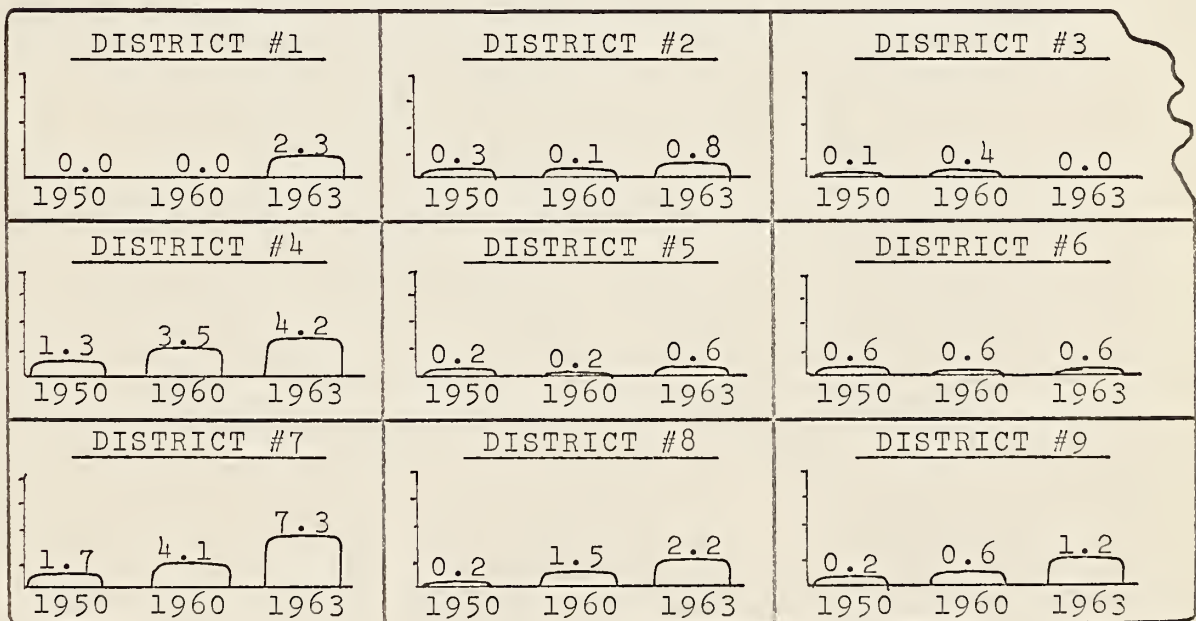 DISTRICT #1
0.0 0.0 2.3
1950 1960 1963
DISTRICT #2
0.3 0.1 0.8
1950 1960 1963
DISTRICT #3
0.1 0.4 0.0
1950 1960 1963
DISTRICT #4
1.3 3.5 4.2
1950 1960 1963
DISTRICT #5
0.2 0.2 0.6
1950 1960 1963
DISTRICT #6
0.6 0.6 0.6
1950 1960 1963
DISTRICT #7
1.7 4.1 7.3
1950 1960 1963
DISTRICT #8
0.2 1.5 2.2
1950 1960 1963
DISTRICT #9
0.2 0.6 1.2
1950 1960 1963